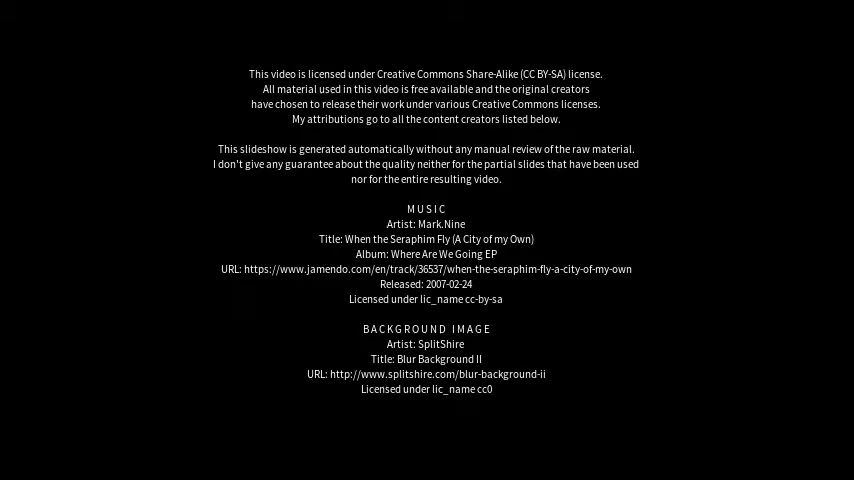 This video is licensed under Creative Commons Share-Alike (CC BY-SA) license.
All material used in this video is free available and the original creators
have chosen to release their work under various Creative Commons licenses.
My attributions go to all the content creators listed below.
This slideshow is generated automatically without any manual review of the raw material.
I don't give any guarantee about the quality neither for the partial slides that have been used
nor for the entire resulting video.
MUSIC
Artist: Mark.Nine
Title: When the Seraphim Fly (A City of my Own)
Album: Where Are We Going EP
URL: https://www.jamendo.com/en/track/36537/when-the-seraphim-fly-a-city-of-my-own
Released: 2007-02-24
Licensed under lic_name cc-by-sa
BACKGROUND IMAGE
Artist: SplitShire
Title: Blur Background II
URL: http://www.splitshire.com/blur-background-ii
Licensed under lic_name cc0